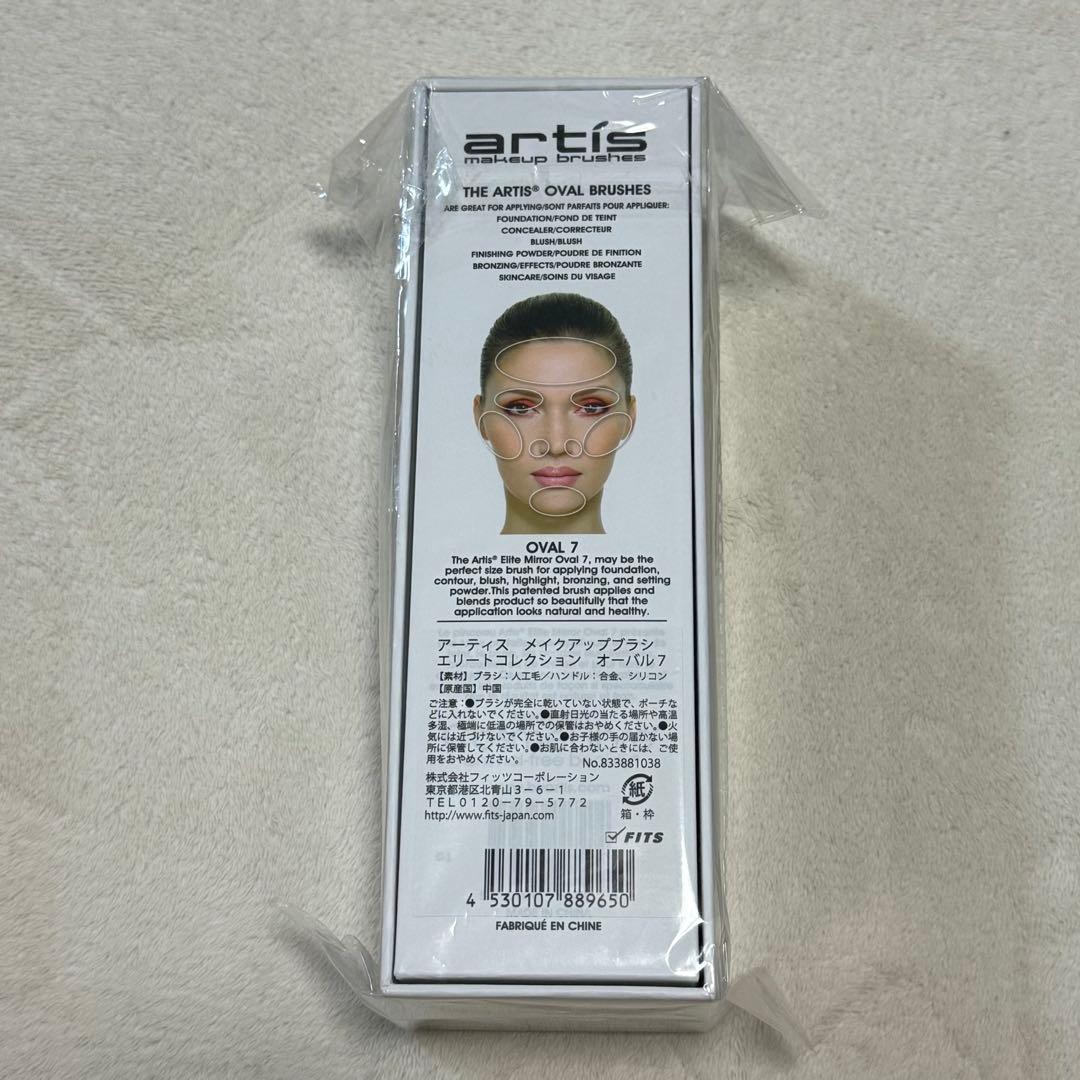 artis
makeup brushes
THE ARTIS® OVAL BRUSHES
ARE GREAT FOR APPLYING/SONT PARFAITS POUR APPLIQUER:
FOUNDATION/FOND DE TEINT
CONCEALER/CORRECTEUR
BLUSH/BLUSH
FINISHING POWDER/POUDRE DE FINITION
BRONZING/EFFECTS/POUDRE BRONZANTE
SKINCARE/SOINS DU VISAGE
OVAL 7
The Artis® Elite Mirror Oval 7, may be the
perfect size brush for applying foundation,
contour, blush, highlight, bronzing, and setting
powder.This patented brush applies and
blends product so beautifully that the
application looks natural and healthy.
アーティス　メイクアップブラシ
エリートコレクション　オーバル７
【素材】ブラシ：人工毛／ハンドル：合金、シリコン
【原産国】中国
ご注意：●ブラシが完全に乾いていない状態で、ポーチな
どに入れないでください。●直射日光の当たる場所や高温
多湿、極端に低温の場所での保管はおやめください。●火
気には近づけないでください。●お子様の手の届かない場
所に保管してください。●お肌に合わないときには、ご使
用をおやめください。
No.833881038
株式会社フィッツコーポレーション
東京都港区北青山３－６－１
ＴＥＬ０１２０－７９－５７７２
http://www.fits-japan.com
紙
箱・枠
FITS
4 530107 889650
FABRIQUÉ EN CHINE